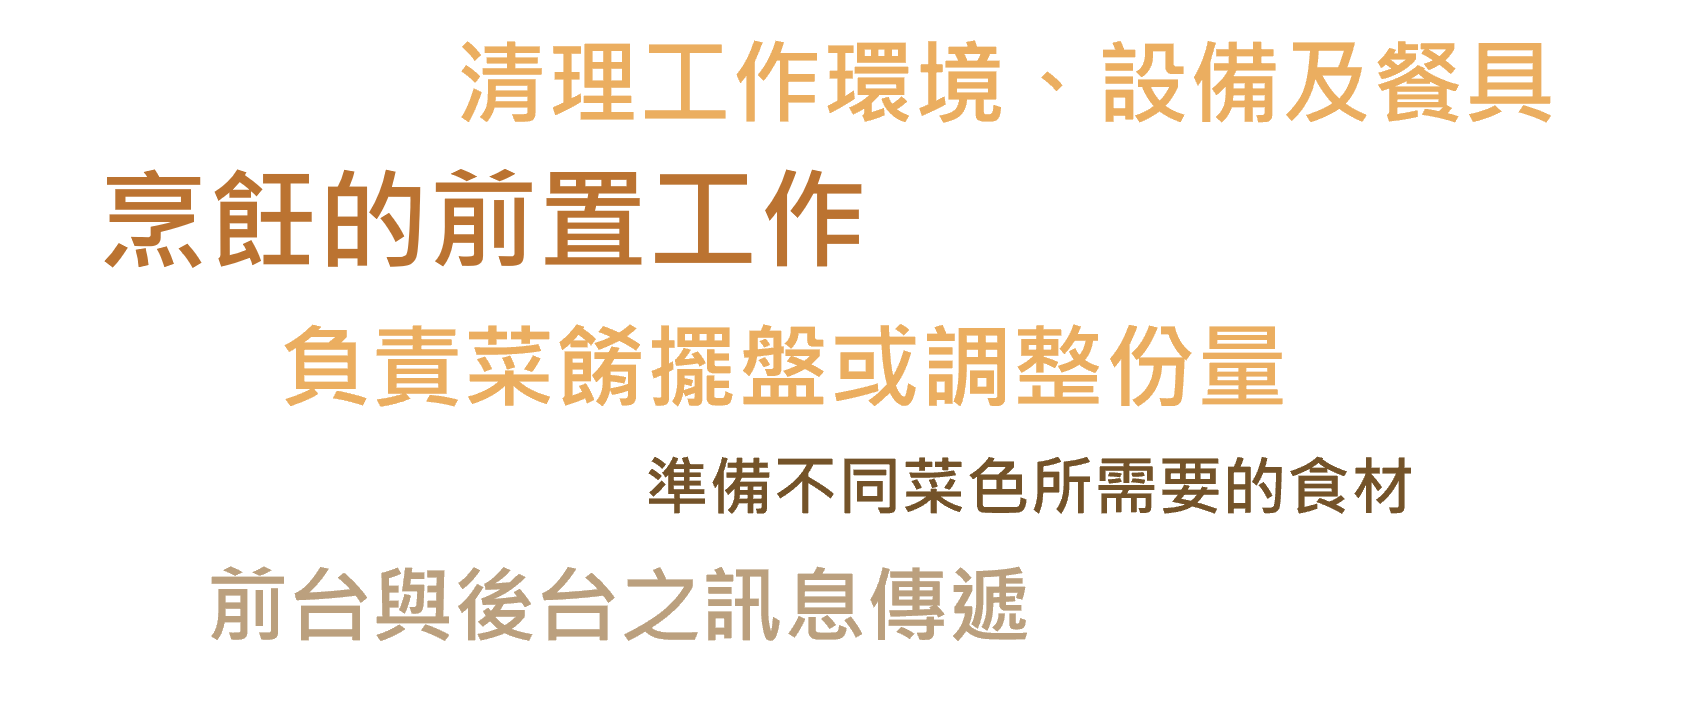 清理工作環境、設備及餐具
烹飪的前置工作
負責菜餚擺盤或調整份量
準備不同菜色所需要的食材
前台與後台之訊息傳遞